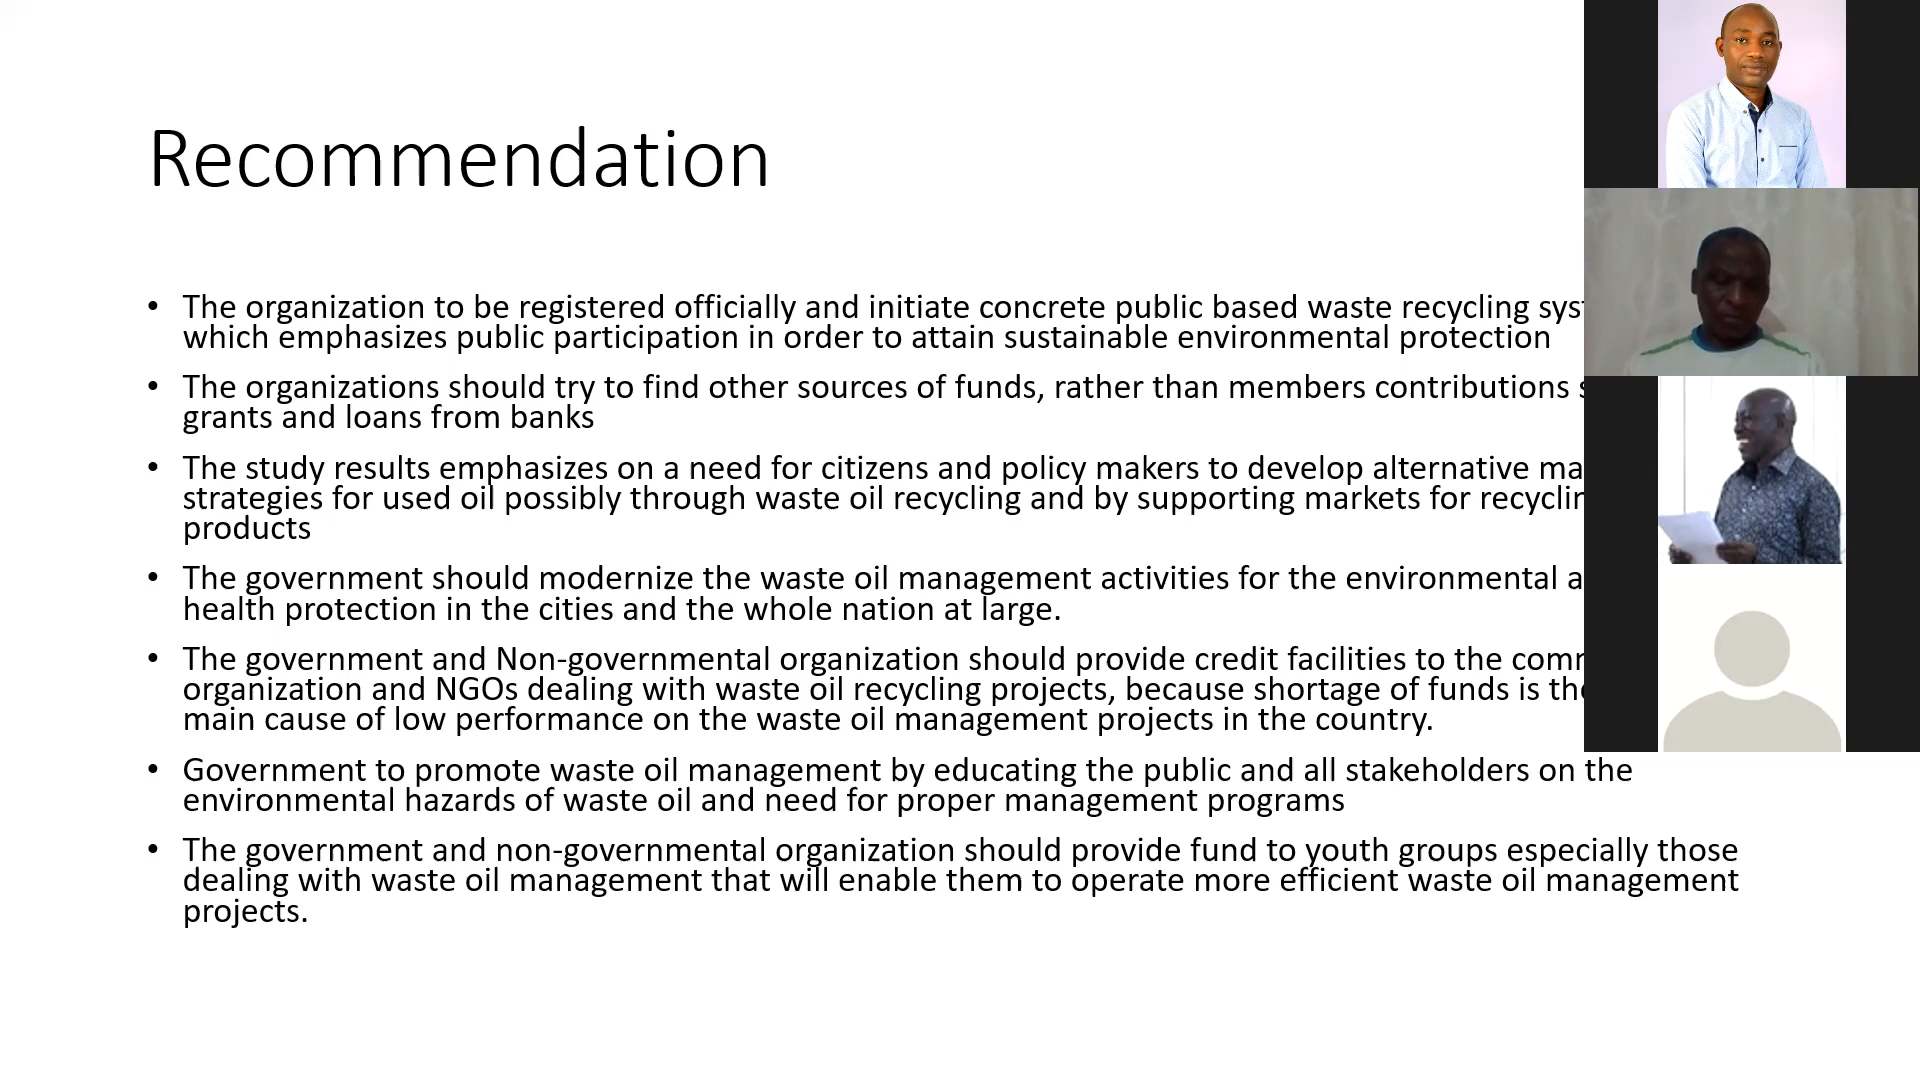 Recommendation
• The organization to be registered officially and initiate concrete public based waste recycling
which emphasizes public participation in order to attain sustainable environmental protection
• The organizations should try to find other sources of funds, rather than members contributions
grants and loans from banks
• The study results emphasizes on a need for citizens and policy makers to develop alternative
strategies for used oil possibly through waste oil recycling and by supporting markets for
products
• The government should modernize the waste oil management activities for the environmental
health protection in the cities and the whole nation at large.
• The government and Non-governmental organization should provide credit facilities to the
organization and NGOs dealing with waste oil recycling projects, because shortage of funds is
main cause of low performance on the waste oil management projects in the country.
• Government to promote waste oil management by educating the public and all stakeholders on the
environmental hazards of waste oil and need for proper management programs
• The government and non-governmental organization should provide fund to youth groups especially those
dealing with waste oil management that will enable them to operate more efficient waste oil management
projects.